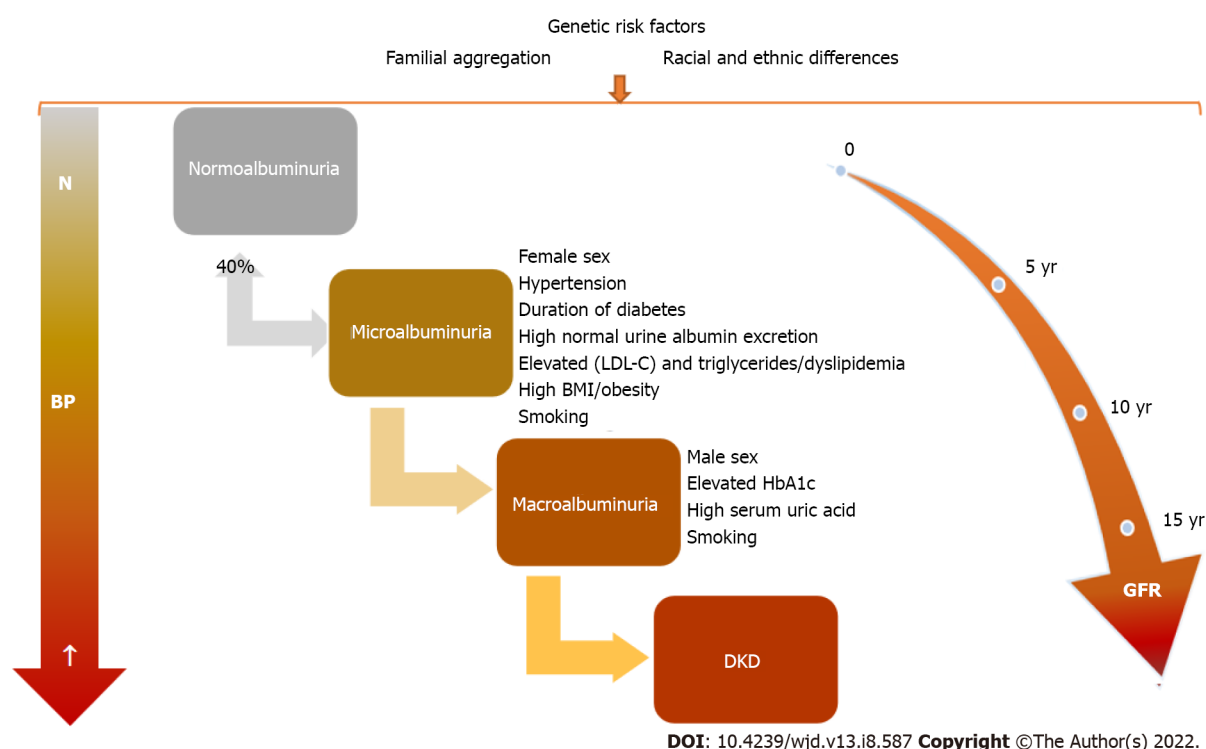 Genetic risk factors
Familial aggregation
Racial and ethnic differences
N
BP
↑
Normoalbuminuria
40%
Microalbuminuria
Female sex
Hypertension
Duration of diabetes
High normal urine albumin excretion
Elevated (LDL-C) and triglycerides/dyslipidemia
High BMI/obesity
Smoking
Macroalbuminuria
Male sex
Elevated HbA1c
High serum uric acid
Smoking
DKD
0
5 yr
10 yr
15 yr
GFR
DOI: 10.4239/wjd.v13.i8.587 Copyright ©The Author(s) 2022.